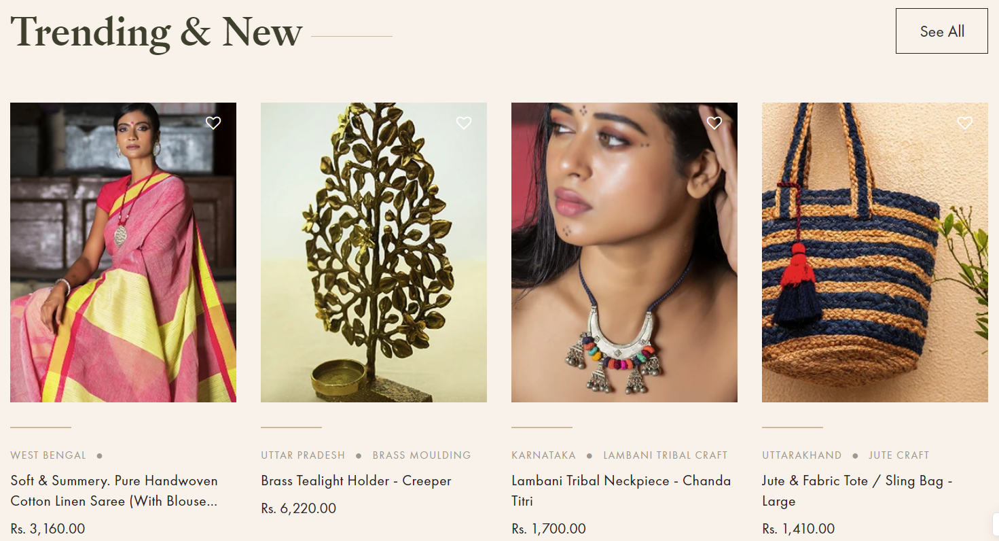 Trending & New
See All
WEST BENGAL ●
UTTAR PRADESH ● BRASS MOULDING
KARNATAKA ● LAMBANI TRIBAL CRAFT
UTTARAKHAND ● JUTE CRAFT
Soft & Summery. Pure Handwoven
Cotton Linen Saree (With Blouse...
Rs. 3,160.00
Brass Tealight Holder - Creeper
Rs. 6,220.00
Lambani Tribal Neckpiece - Chanda
Titri
Rs. 1,700.00
Jute & Fabric Tote / Sling Bag -
Large
Rs. 1,410.00